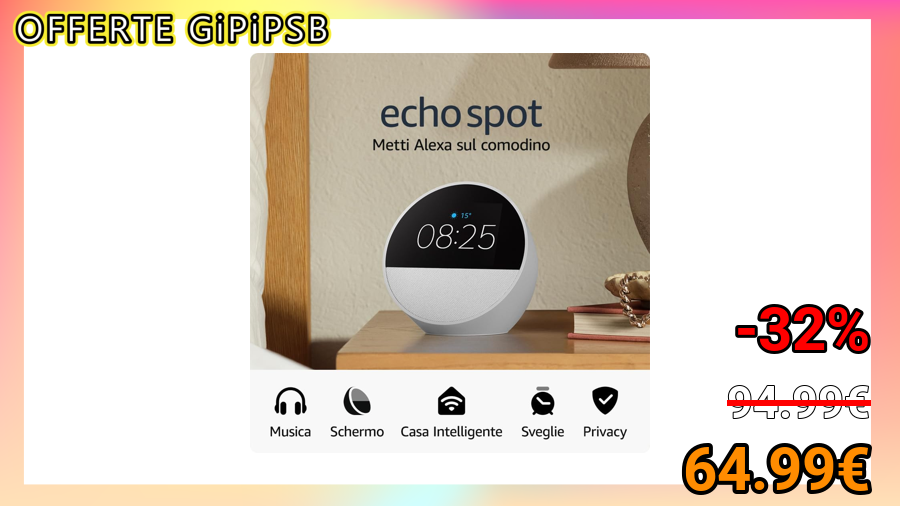 OFFERTE GiPiPSB
echo spot
Metti Alexa sul comodino
15°
08:25
Musica
Schermo
Casa Intelligente
Sveglie
Privacy
-32%
94.99€
64.99€